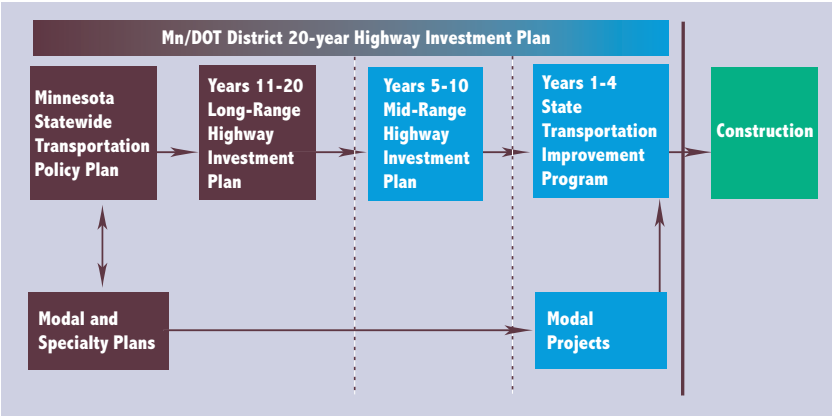 Mn/DOT District 20-year Highway Investment Plan
Minnesota
Statewide
Transportation
Policy Plan
Years 11-20
Long-Range
Highway
Investment
Plan
Years 5-10
Mid-Range
Highway
Investment
Plan
Years 1-4
State
Transportation
Improvement
Program
Construction
Modal and
Specialty Plans
Modal
Projects